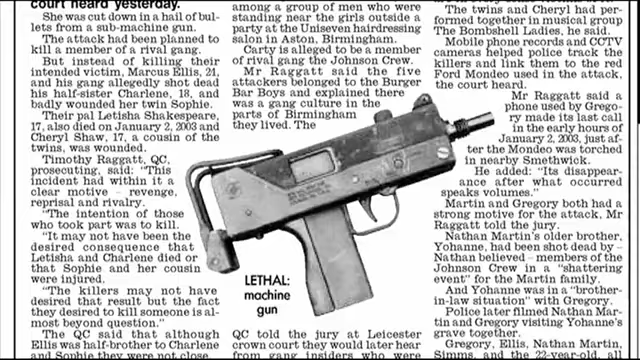 court heard yesterday.
She was cut down in a hail of bul-
lets from a sub-machine gun.
The attack had been planned to
kill a member of a rival gang.
But instead of killing their
intended victim, Marcus Ellis, 21,
and his gang allegedly shot dead
his half-sister Charlene, 18, and
badly wounded her twin Sophie.
Their pal Letisha Shakespeare,
17, also died on January 2, 2003 and
Cheryl Shaw, 17, a cousin of the
twins, was wounded.
Timothy Raggatt, QC,
prosecuting, said: "This
incident had within it a
clear motive – revenge,
reprisal and rivalry.
"The intention of those
who took part was to kill.
"It may not have been the
desired consequence that
Letisha and Charlene died or
that Sophie and her cousin
were injured.
"The killers may not have
desired that result but the fact
they desired to kill someone is al-
most beyond question."
The QC said that although
Ellis was half-brother to Charlene
and Sophie they were not close.
among a group of men who were
standing near the girls outside a
party at the Uniseven hairdressing
salon in Aston, Birmingham.
Carty is alleged to be a member
of rival gang the Johnson Crew.
Mr Raggatt said the five
attackers belonged to the Burger
Bar Boys and explained there
was a gang culture in the
parts of Birmingham
they lived. The
LETHAL:
machine
gun
QC told the jury at Leicester
crown court they would later hear
from gang insiders who were
The twins and Cheryl had per-
formed together in musical group
The Bombshell Ladies, he said.
Mobile phone records and CCTV
cameras helped police track the
killers and link them to the red
Ford Mondeo used in the attack,
the court heard.
Mr Raggatt said a
phone used by Grego-
ry made its last call
in the early hours of
January 2, 2003, just af-
ter the Mondeo was torched
in nearby Smethwick.
He added: "Its disappear-
ance after what occurred
speaks volumes."
Martin and Gregory both had a
strong motive for the attack, Mr
Raggatt told the jury.
Nathan Martin's older brother,
Yohanne, had been shot dead by –
Nathan believed – members of the
Johnson Crew in a "shattering
event" for the Martin family.
And Yohanne was in a "brother-
in-law situation" with Gregory.
Police later filmed Nathan Mar-
tin and Gregory visiting Yohanne's
grave together.
Gregory, Ellis, Nathan Martin,
Simms, and the 22-year-old, all